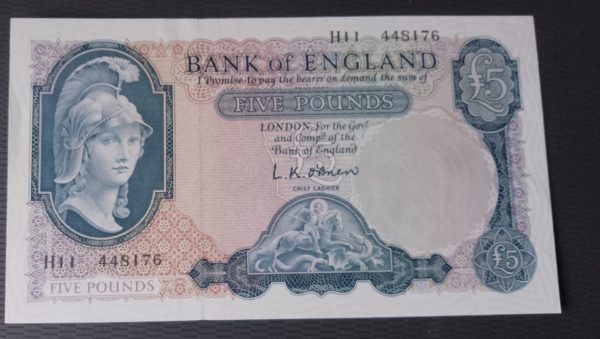 H11 448176
BANK OF ENGLAND
I Promise to pay the bearer on demand the sum of
FIVE POUNDS
£5
LONDON, For the Govr.
and Compa. of the
Bank of England
L. K. O'Brien
CHIEF CASHIER
H11 448176
FIVE POUNDS
£5